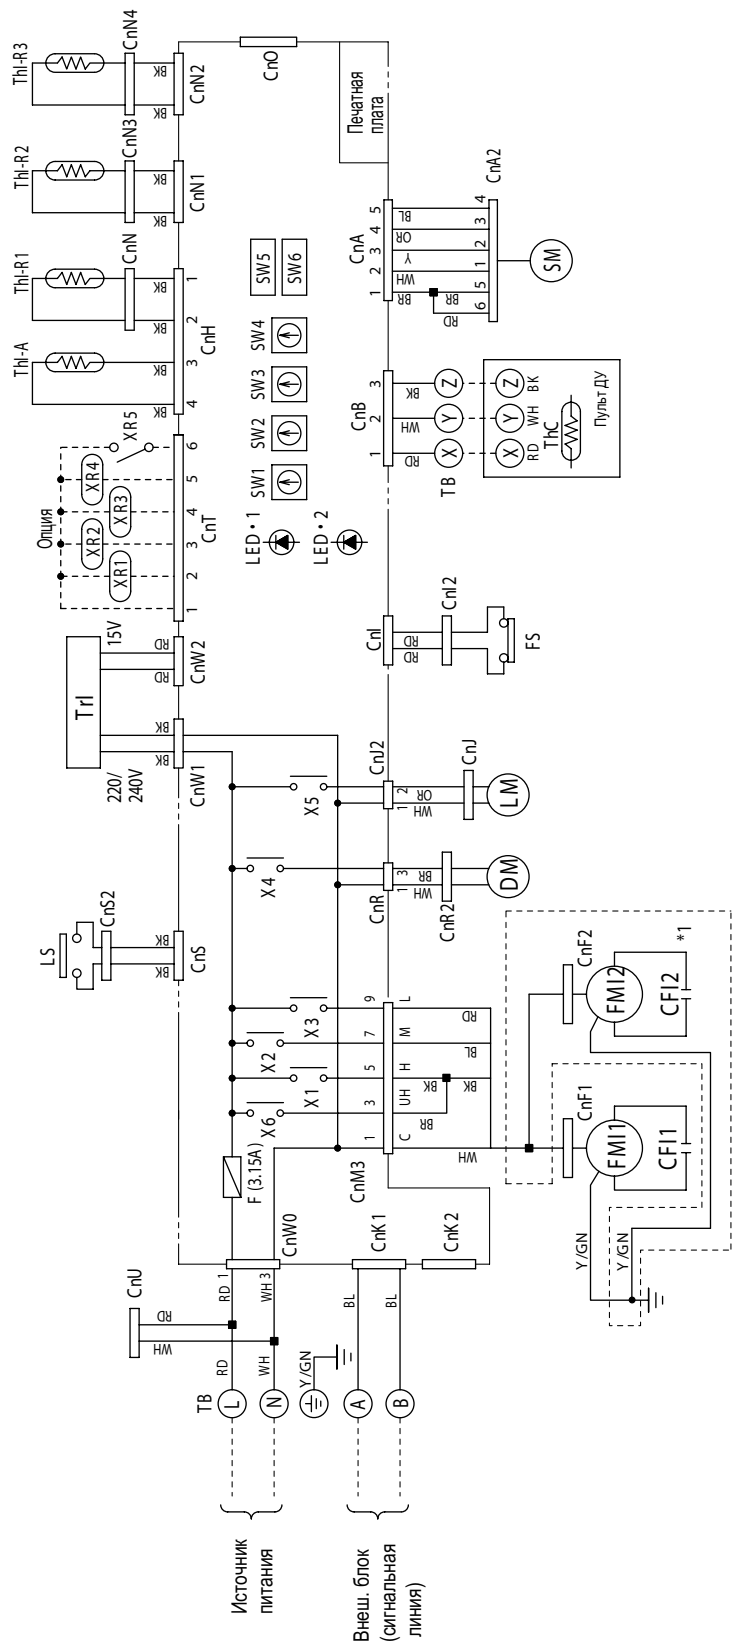 Источник
питания
Внеш. блок
(сигнальная
линия)
TB
L
N
A
B
RD
WH
Y/GN
BL
BL
CnU
WH
RD
RD 1
WH 3
CnW0
CnK1
CnK2
F (3.15A)
LS
CnS2
BK
BK
CnS
X6
X1
X2
X3
X4
X5
CnM3
1
3
5
7
9
C
UH
H
M
L
WH
BR
BK
BK
BL
RD
CnF1
FMI1
CFI1
CnF2
FMI2
CFI2
*1
Y/GN
Y/GN
CnR
1
3
WH
BR
CnR2
DM
CnJ2
1
2
WH
OR
CnJ
LM
TrI
220/
240V
15V
BK
BK
CnW1
RD
RD
CnW2
Опция
XR1
XR2
XR3
XR4
XR5
1
2
3
4
5
6
CnT
CnI
RD
RD
CnI2
FS
LED・1
LED・2
SW1
SW2
SW3
SW4
SW5
SW6
ThI-A
ThI-R1
ThI-R2
ThI-R3
BK
BK
BK
BK
4
3
2
1
CnH
CnN
BK
BK
CnN3
CnN1
BK
BK
CnN4
CnN2
CnO
Печатная
плата
CnB
1
2
3
RD
WH
BK
TB
X
Y
Z
X
Y
Z
RD
WH
BK
ThC
Пульт ДУ
CnA
1
2
3
4
5
BR
WH
Y
OR
BL
RD
BR
6
5
1
2
3
4
CnA2
SM